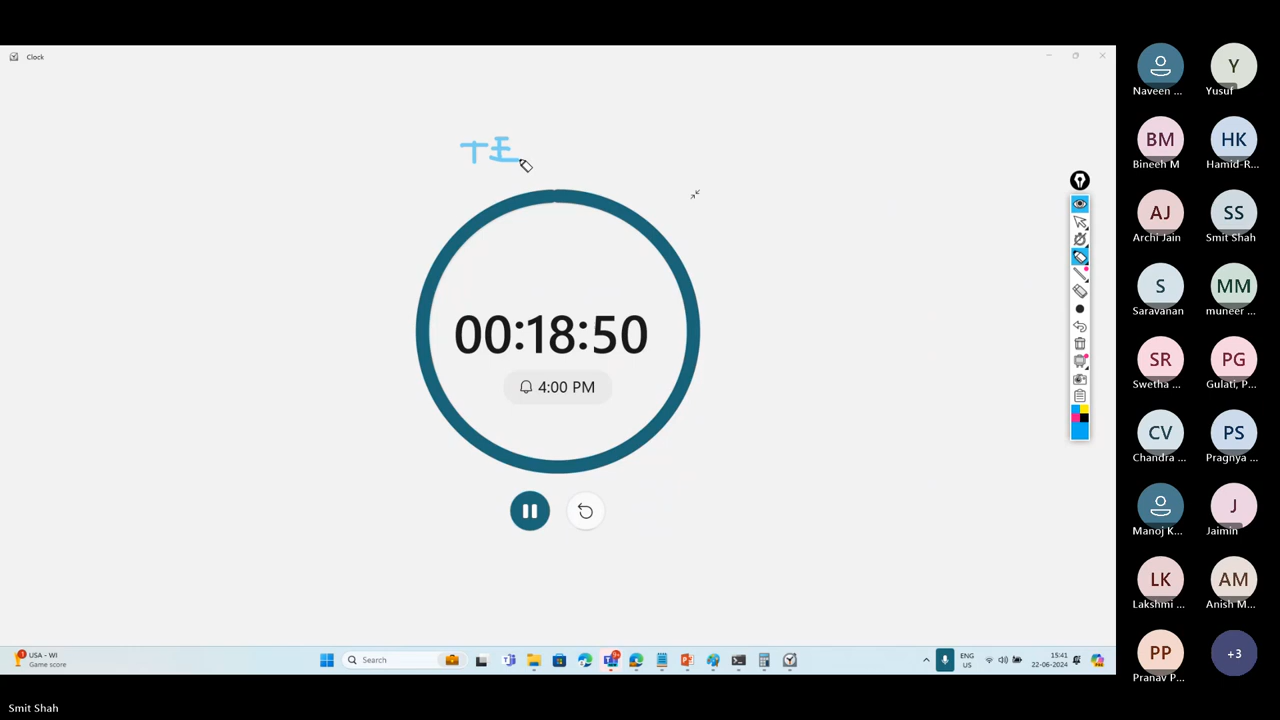 Clock
TE
00:18:50
4:00 PM
Naveen ...
Y
Yusuf
BM
Bineeh M
HK
Hamid-R...
AJ
Archi Jain
SS
Smit Shah
S
Saravanan
MM
muneer ...
SR
Swetha ...
PG
Gulati, P...
CV
Chandra ...
PS
Pragnya ...
Manoj K...
J
Jaimin
LK
Lakshmi ...
AM
Anish M...
PP
Pranav P...
+3
1
USA - WI
Game score
Search
ENG
US
15:41
22-06-2024
Smit Shah